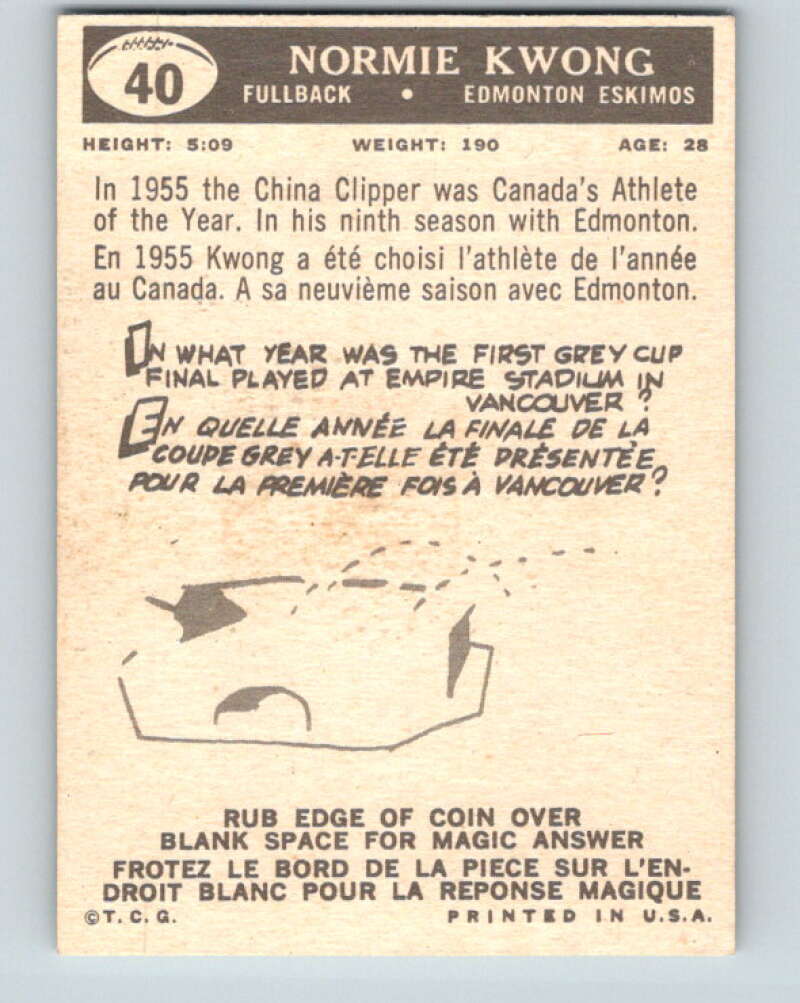 40
NORMIE KWONG
FULLBACK • EDMONTON ESKIMOS
HEIGHT: 5:09 WEIGHT: 190 AGE: 28
In 1955 the China Clipper was Canada's Athlete
of the Year. In his ninth season with Edmonton.
En 1955 Kwong a été choisi l'athlète de l'année
au Canada. A sa neuvième saison avec Edmonton.
IN WHAT YEAR WAS THE FIRST GREY CUP
FINAL PLAYED AT EMPIRE STADIUM IN
VANCOUVER ?
EN QUELLE ANNÉE LA FINALE DE LA
COUPE GREY A-T-ELLE ÉTÉ PRÉSENTÉE
POUR LA PREMIÈRE FOIS À VANCOUVER ?
RUB EDGE OF COIN OVER
BLANK SPACE FOR MAGIC ANSWER
FROTEZ LE BORD DE LA PIECE SUR L'EN-
DROIT BLANC POUR LA REPONSE MAGIQUE
©T. C. G. PRINTED IN U.S.A.